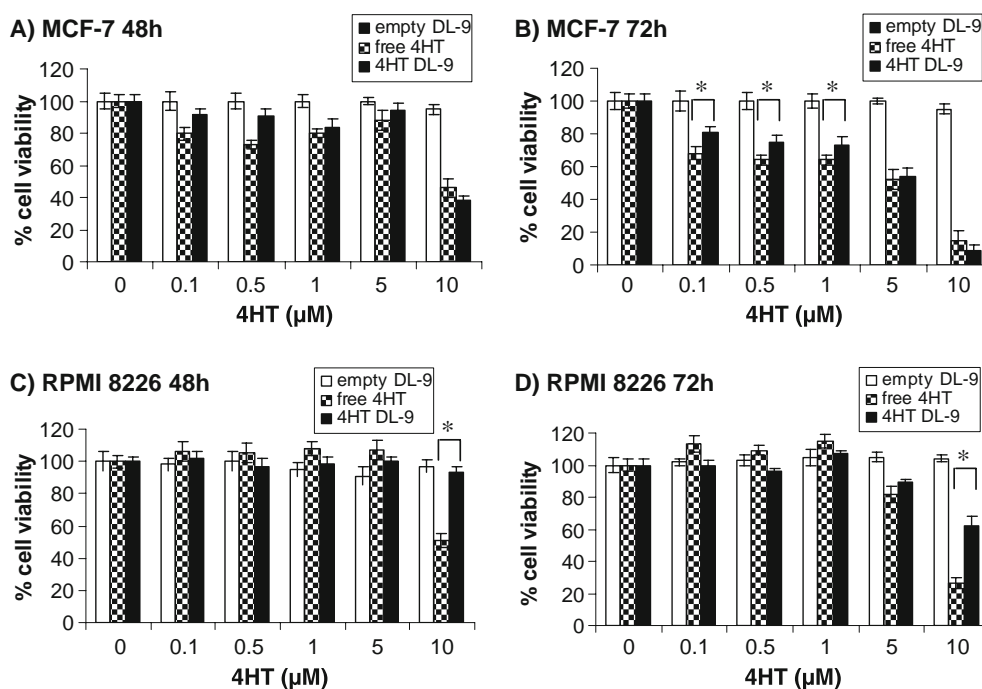 A) MCF-7 48h
empty DL-9
free 4HT
4HT DL-9
120
100
80
60
40
20
0
% cell viability
0 0.1 0.5 1 5 10
4HT (µM)
B) MCF-7 72h
empty DL-9
free 4HT
4HT DL-9
120
100
80
60
40
20
0
% cell viability
* * *
0 0.1 0.5 1 5 10
4HT (µM)
C) RPMI 8226 48h
empty DL-9
free 4HT
4HT DL-9
120
100
80
60
40
20
0
% cell viability
*
0 0.1 0.5 1 5 10
4HT (µM)
D) RPMI 8226 72h
empty DL-9
free 4HT
4HT DL-9
120
100
80
60
40
20
0
% cell viability
*
0 0.1 0.5 1 5 10
4HT (µM)